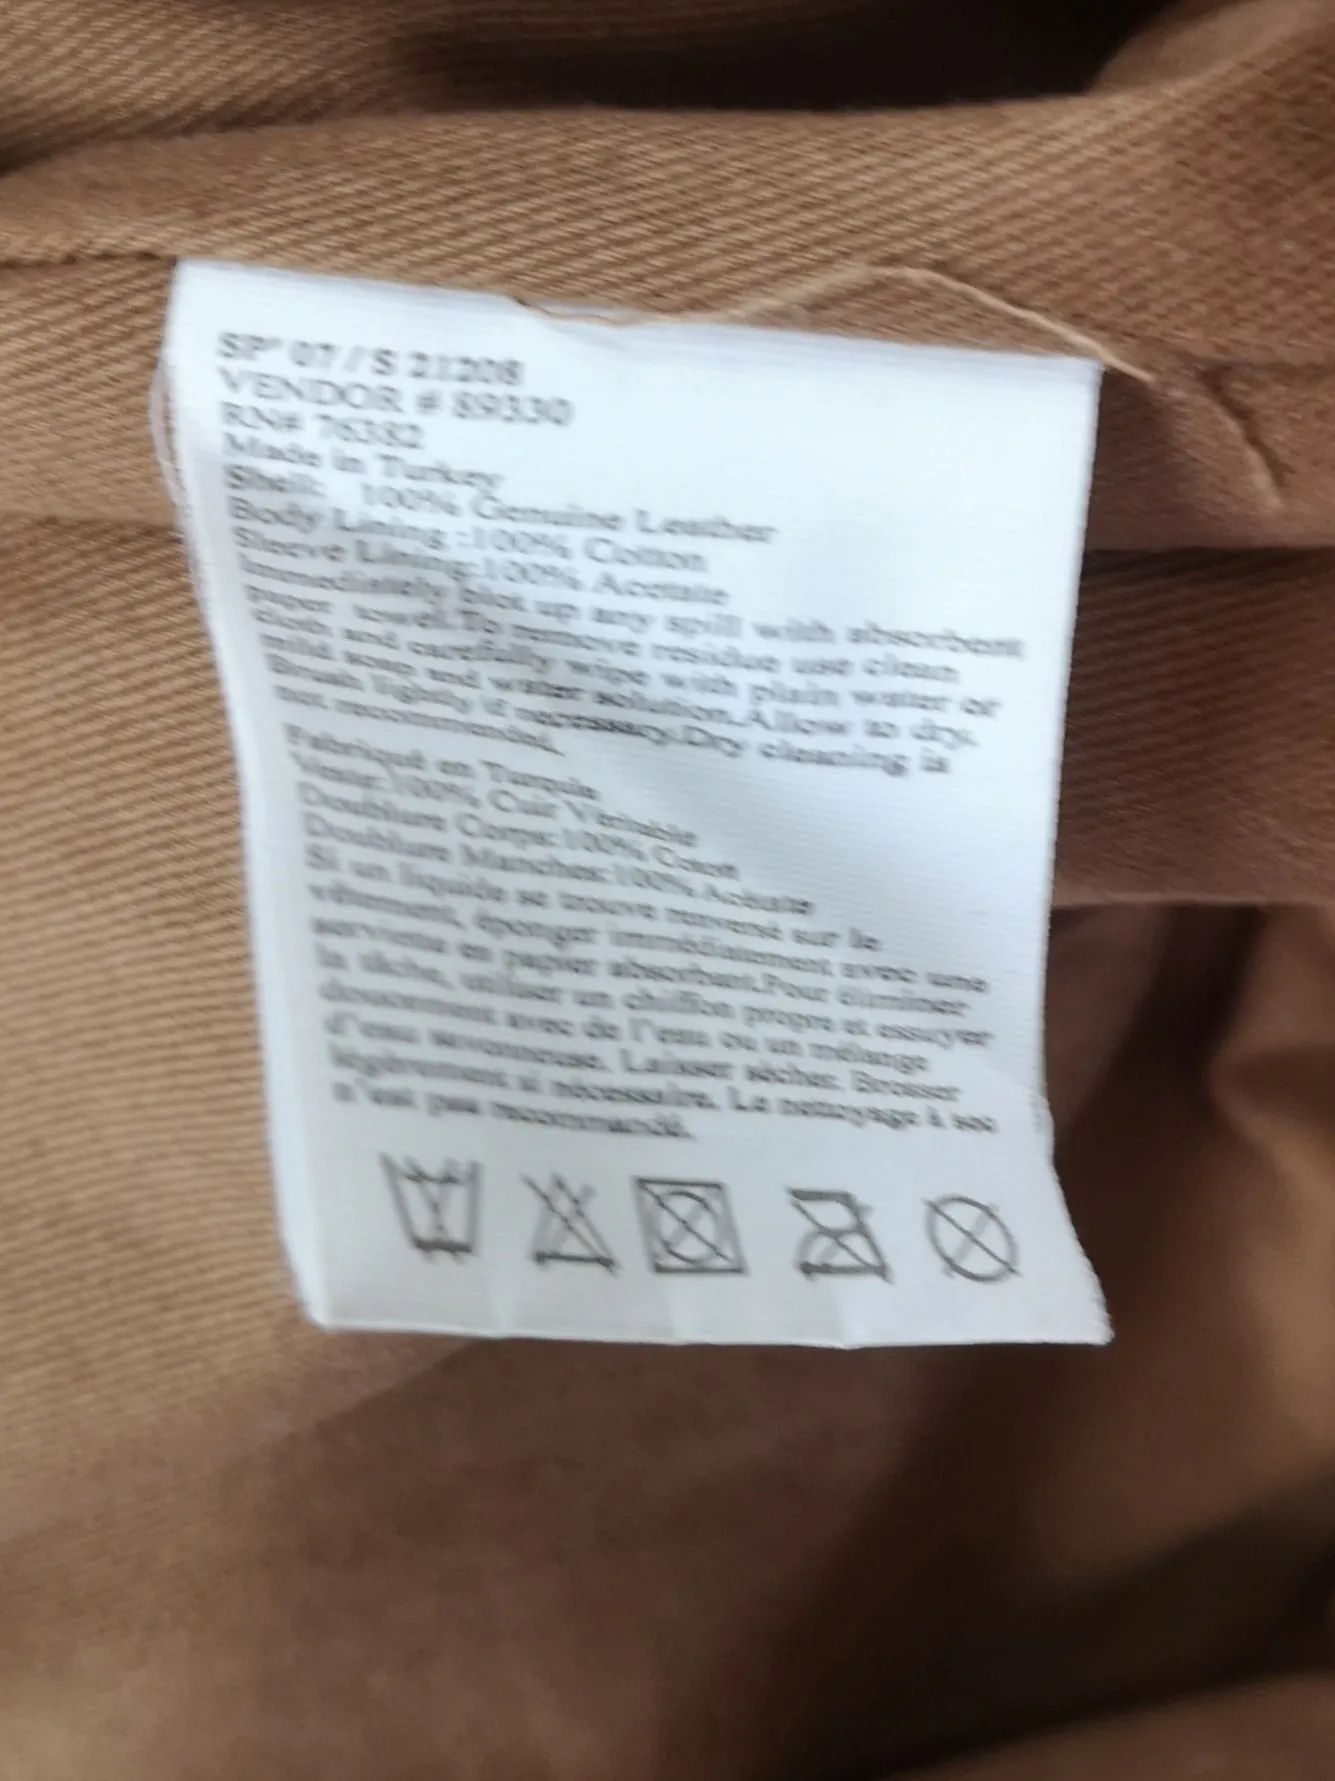 SP' 07 / S 21208
VENDOR # 89330
RN# 76382
Made in Turkey
Shell: 100% Genuine Leather
Body Lining :100% Cotton
Sleeve Lining:100% Acetate
Immediately blot up any spill with absorbent
paper towel.To remove residue use clean
cloth and carefully wipe with plain water or
mild soap and water solution.Allow to dry.
Brush lightly if necessary.Dry cleaning is
not recommended.
Fabriqué en Turquie
Veste:100% Cuir Veritable
Doublure Corps:100% Coton
Doublure Manches:100% Acétate
Si un liquide se trouve renversé sur le
vêtement, éponger immédiatement avec une
serviette en papier absorbant.Pour éliminer
la tâche, utiliser un chiffon propre et essuyer
doucement avec de l'eau ou un mélange
d'eau savonneuse. Laisser sécher. Brosser
légèrement si nécessaire. Le nettoyage à sec
n'est pas recommandé.